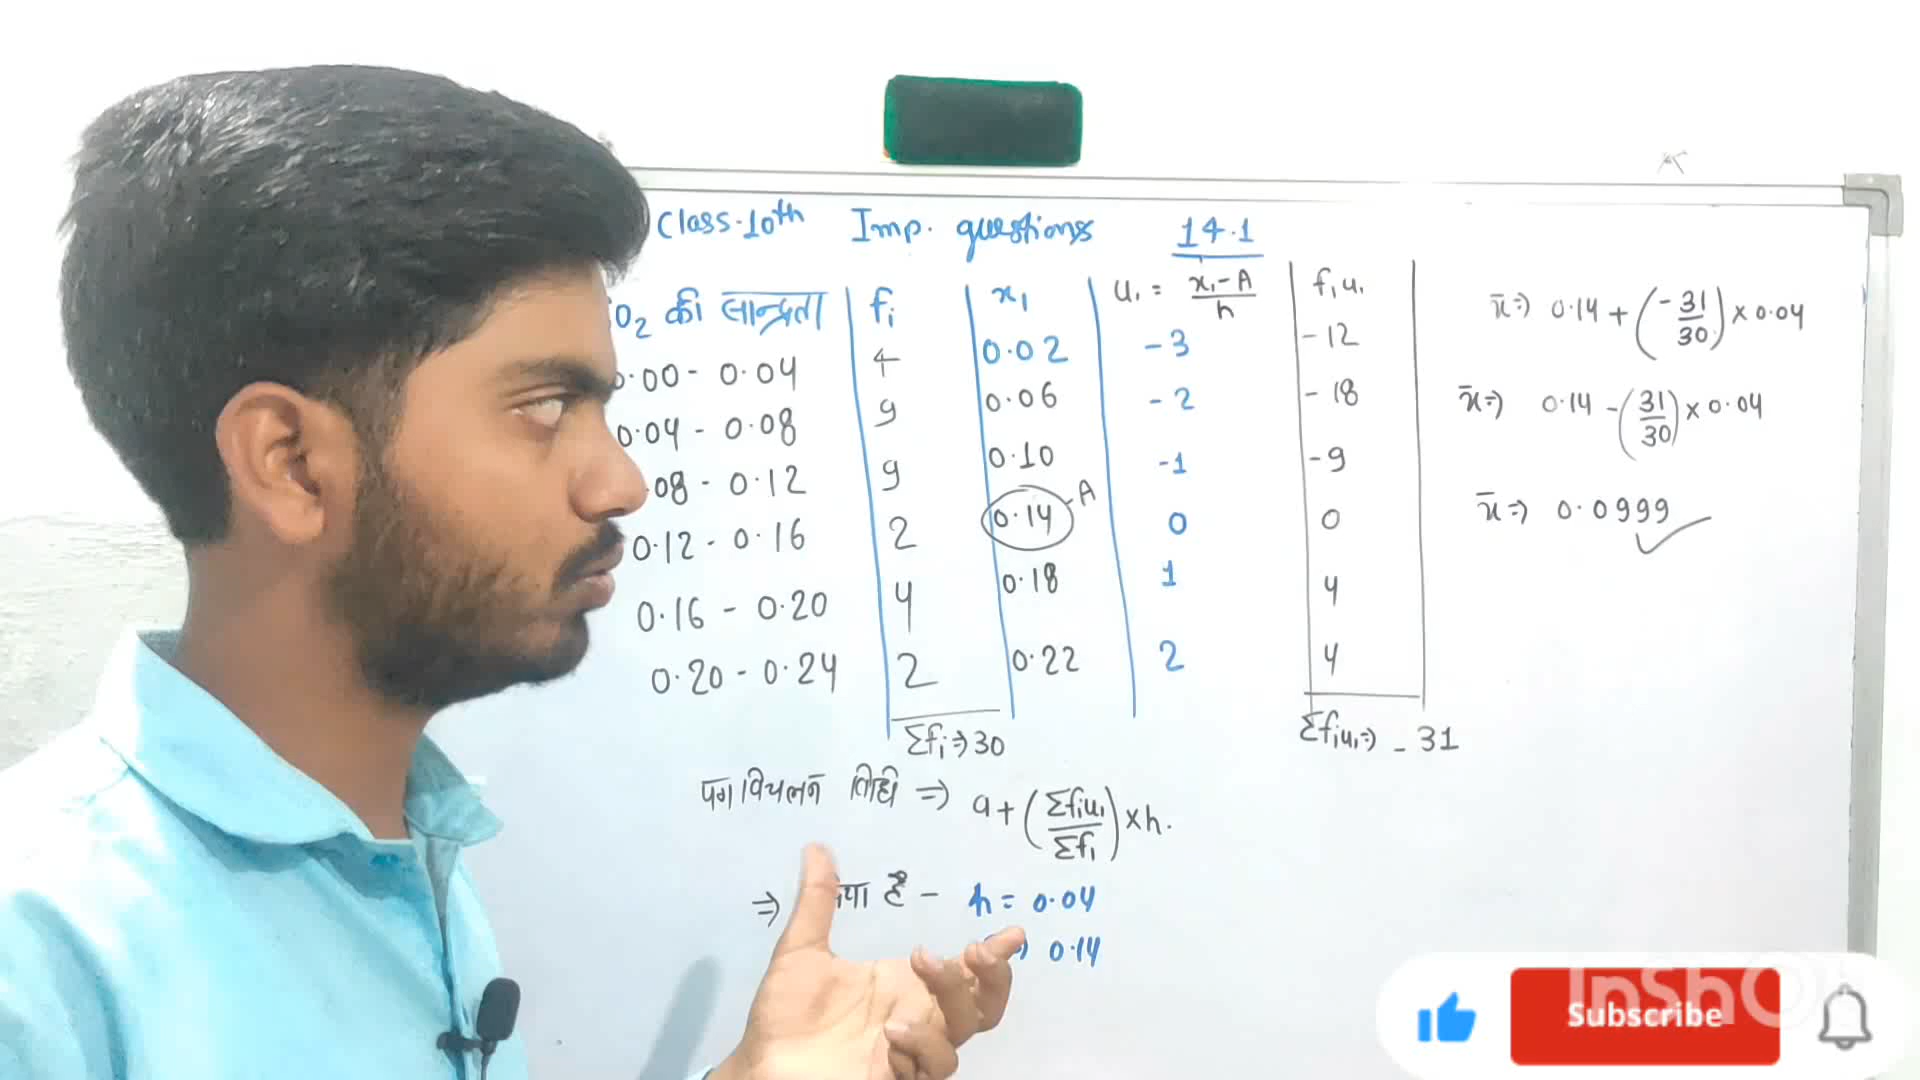 Class-10th Imp. questions 14.1
O₂ की सान्द्रता fᵢ x₁ u₁ = x₁-A/h f₁u₁
0.00 - 0.04 4 0.02 -3 -12
0.04 - 0.08 9 0.06 -2 -18
.08 - 0.12 9 0.10 -1 -9
0.12 - 0.16 2 0.14 -A 0 0
0.16 - 0.20 4 0.18 1 4
0.20 - 0.24 2 0.22 2 4
Σfᵢ ⇒ 30 Σf₁u₁ ⇒ -31
पग विचलन विधि ⇒ a + (Σf₁u₁/Σf₁) × h.
⇒ है - h = 0.04
⇒ 0.14
x̄ ⇒ 0.14 + (-31/30) × 0.04
x̄ ⇒ 0.14 - (31/30) × 0.04
x̄ ⇒ 0.0999
Subscribe